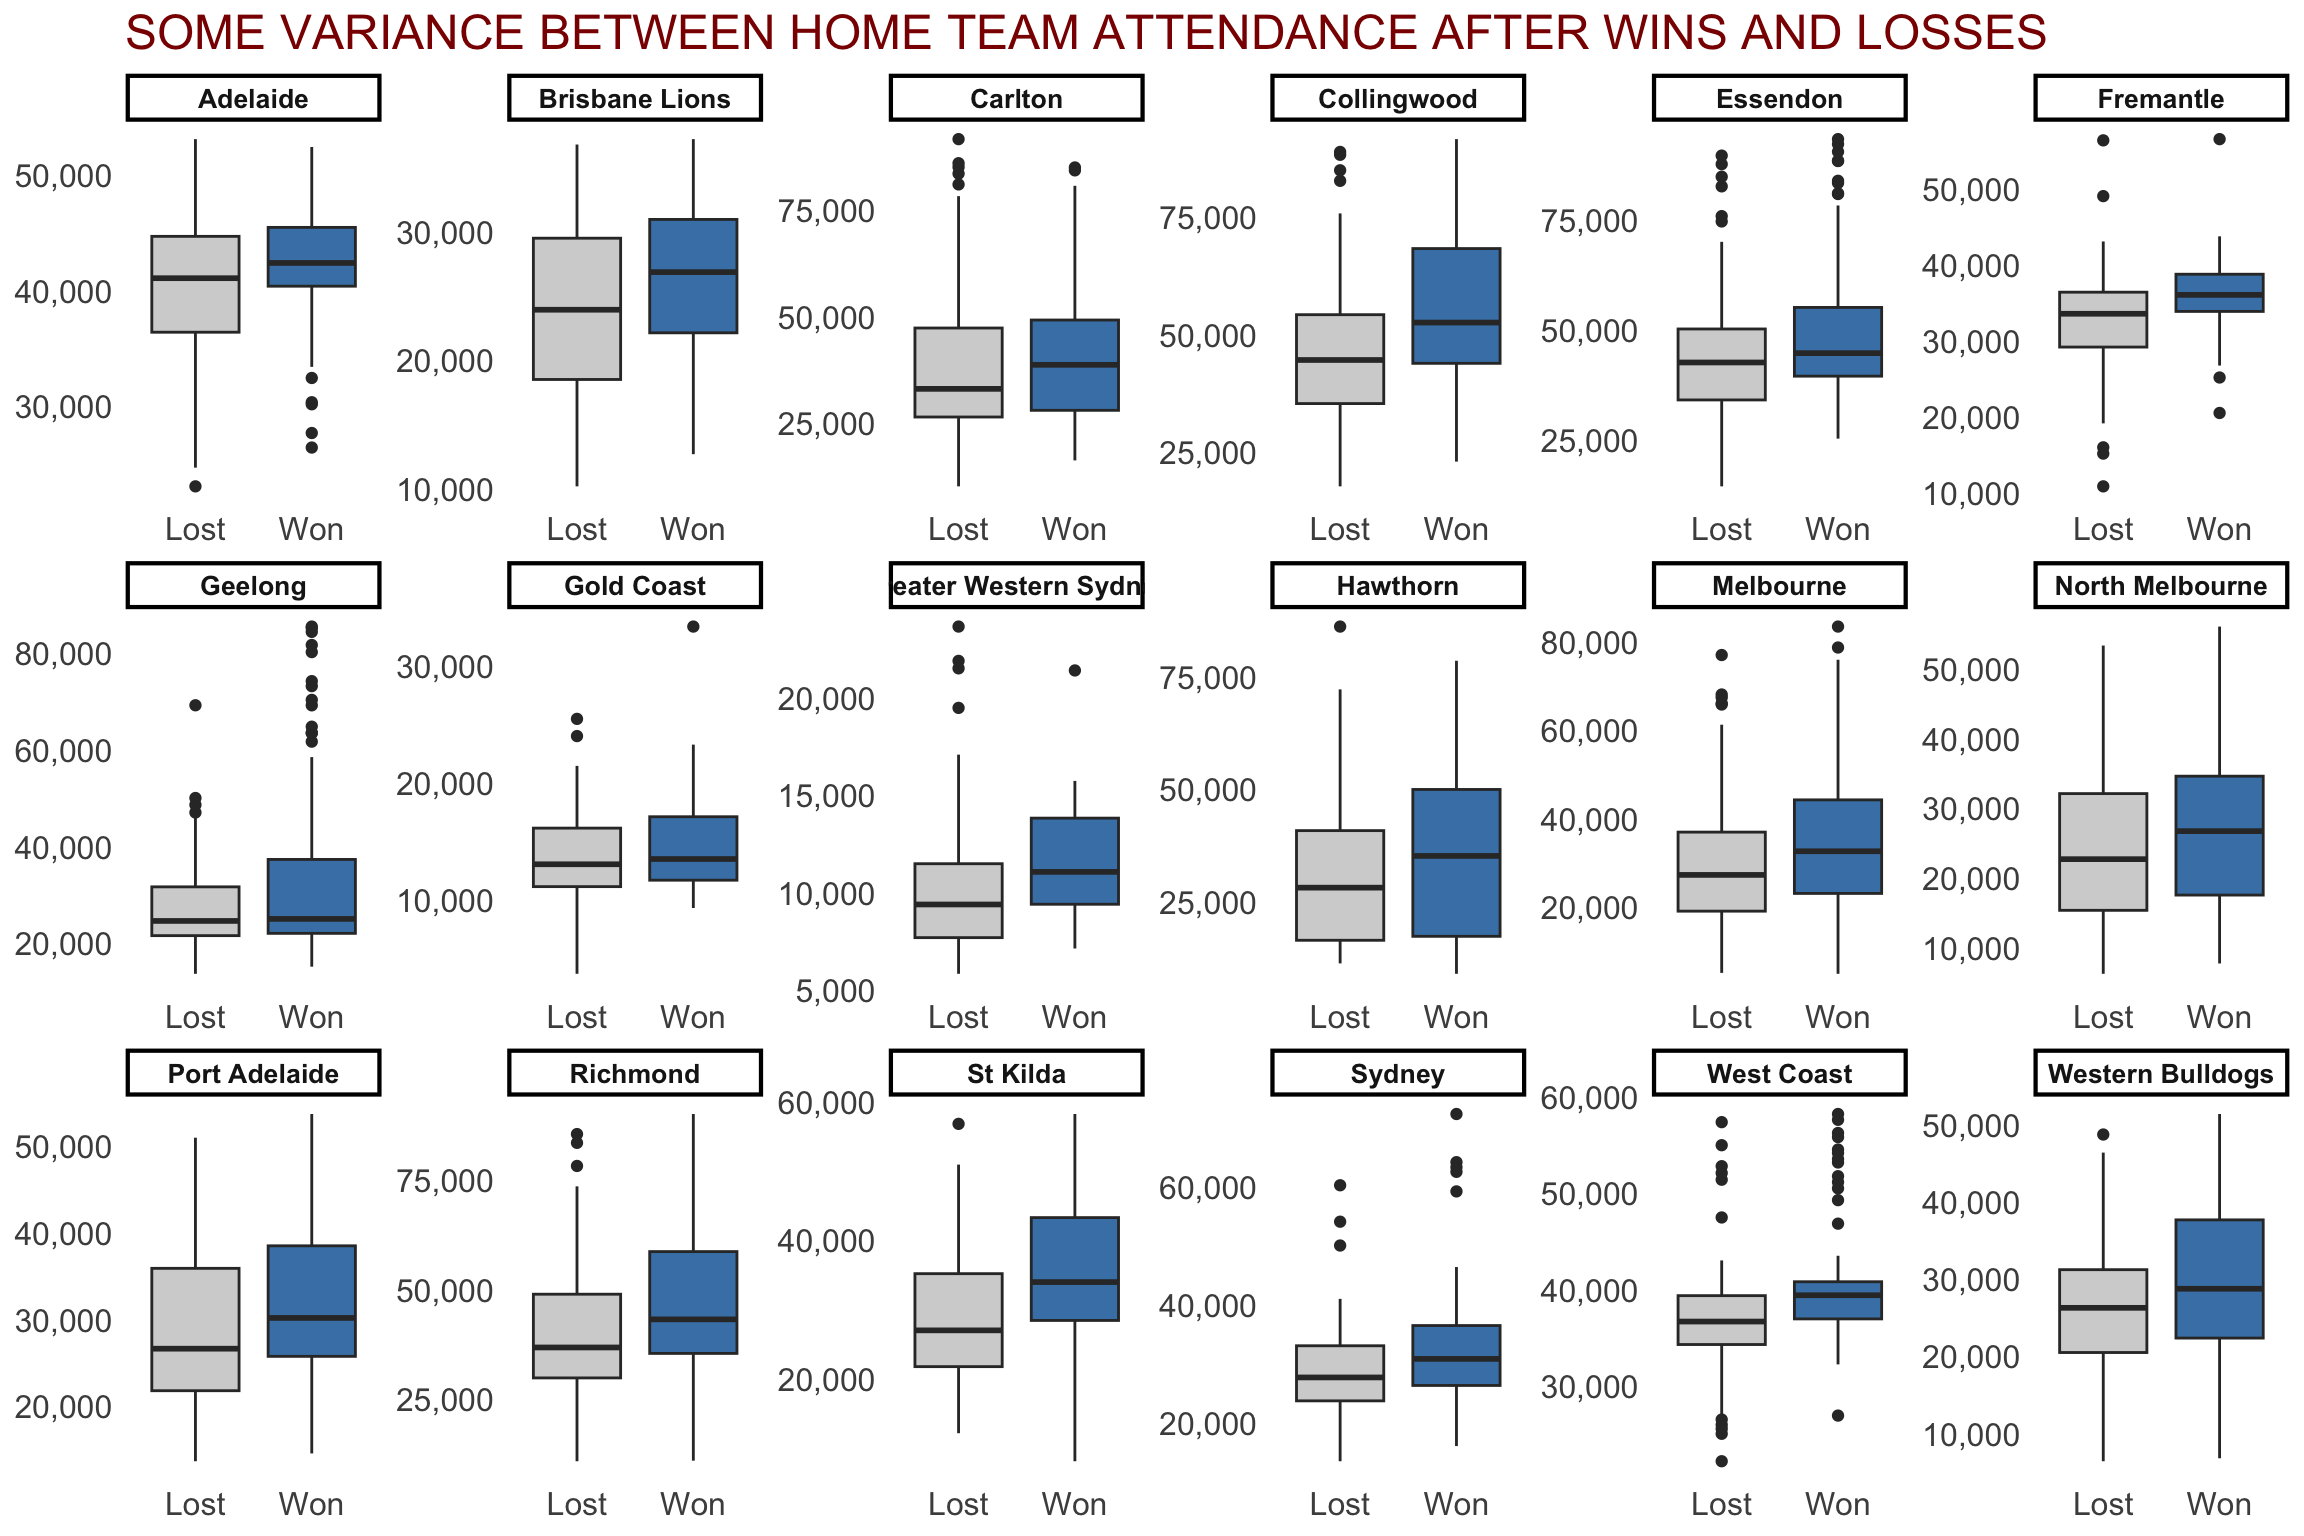 SOME VARIANCE BETWEEN HOME TEAM ATTENDANCE AFTER WINS AND LOSSES
Adelaide
50,000
40,000
30,000
Lost Won
Brisbane Lions
30,000
20,000
10,000
Lost Won
Carlton
75,000
50,000
25,000
Lost Won
Collingwood
75,000
50,000
25,000
Lost Won
Essendon
75,000
50,000
25,000
Lost Won
Fremantle
50,000
40,000
30,000
20,000
10,000
Lost Won
Geelong
80,000
60,000
40,000
20,000
Lost Won
Gold Coast
30,000
20,000
10,000
Lost Won
eater Western Sydn
20,000
15,000
10,000
5,000
Lost Won
Hawthorn
75,000
50,000
25,000
Lost Won
Melbourne
80,000
60,000
40,000
20,000
Lost Won
North Melbourne
50,000
40,000
30,000
20,000
10,000
Lost Won
Port Adelaide
50,000
40,000
30,000
20,000
Lost Won
Richmond
75,000
50,000
25,000
Lost Won
St Kilda
60,000
40,000
20,000
Lost Won
Sydney
60,000
40,000
20,000
Lost Won
West Coast
60,000
50,000
40,000
30,000
Lost Won
Western Bulldogs
50,000
40,000
30,000
20,000
10,000
Lost Won